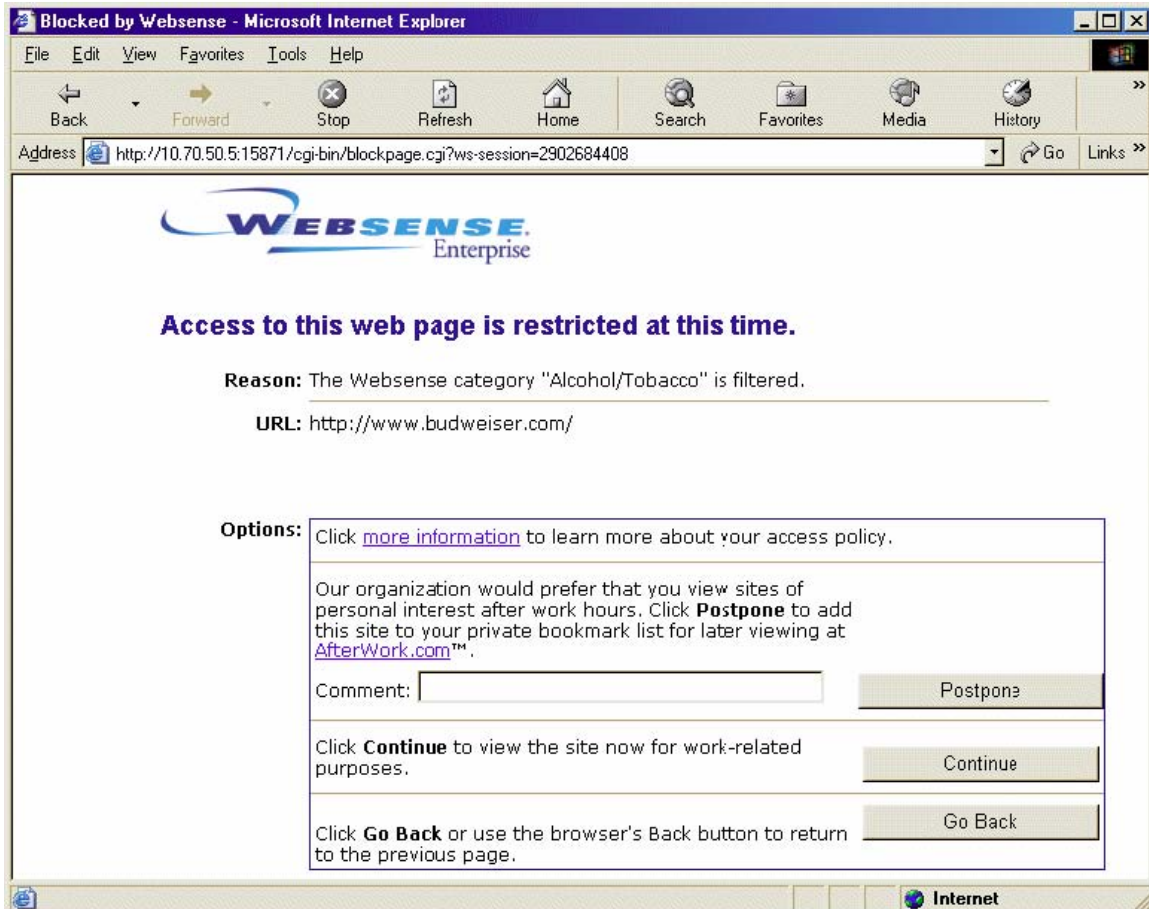 Blocked by Websense - Microsoft Internet Explorer
File Edit View Favorites Tools Help
Back Forward Stop Refresh Home Search Favorites Media History »
Address http://10.70.50.5:15871/cgi-bin/blockpage.cgi?ws-session=2902684408 Go Links »
WEBSENSE.
Enterprise
Access to this web page is restricted at this time.
Reason: The Websense category "Alcohol/Tobacco" is filtered.
URL: http://www.budweiser.com/
Options: Click more information to learn more about your access policy.
Our organization would prefer that you view sites of
personal interest after work hours. Click Postpone to add
this site to your private bookmark list for later viewing at
AfterWork.com™.
Comment: Postpone
Click Continue to view the site now for work-related
purposes.
Continue
Go Back
Click Go Back or use the browser's Back button to return
to the previous page.
Internet